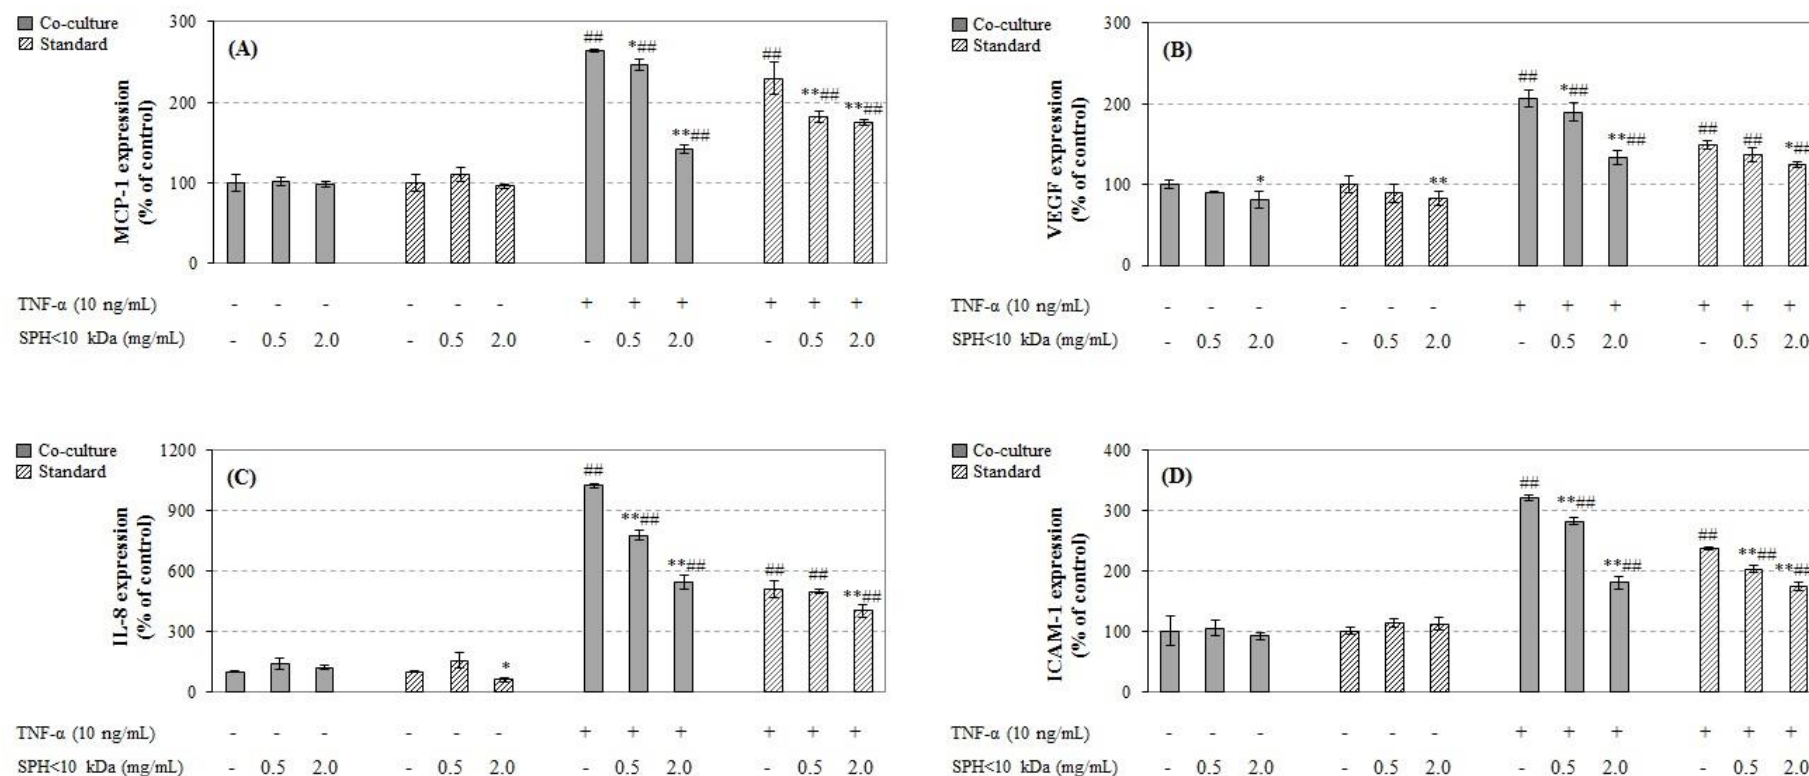 Co-culture
Standard
(A)
MCP-1 expression
(% of control)
300
200
100
0
## *## **## ## **## **##
TNF-α (10 ng/mL) - - - - - - + + + + + +
SPH<10 kDa (mg/mL) - 0.5 2.0 - 0.5 2.0 - 0.5 2.0 - 0.5 2.0
Co-culture
Standard
(B)
VEGF expression
(% of control)
300
200
100
0
* ** ## *## **## ## ## *##
TNF-α (10 ng/mL) - - - - - - + + + + + +
SPH<10 kDa (mg/mL) - 0.5 2.0 - 0.5 2.0 - 0.5 2.0 - 0.5 2.0
Co-culture
Standard
(C)
IL-8 expression
(% of control)
1200
900
600
300
0
* ## **## **## ## ## **##
TNF-α (10 ng/mL) - - - - - - + + + + + +
SPH<10 kDa (mg/mL) - 0.5 2.0 - 0.5 2.0 - 0.5 2.0 - 0.5 2.0
Co-culture
Standard
(D)
ICAM-1 expression
(% of control)
400
300
200
100
0
## **## **## ## **## **##
TNF-α (10 ng/mL) - - - - - - + + + + + +
SPH<10 kDa (mg/mL) - 0.5 2.0 - 0.5 2.0 - 0.5 2.0 - 0.5 2.0